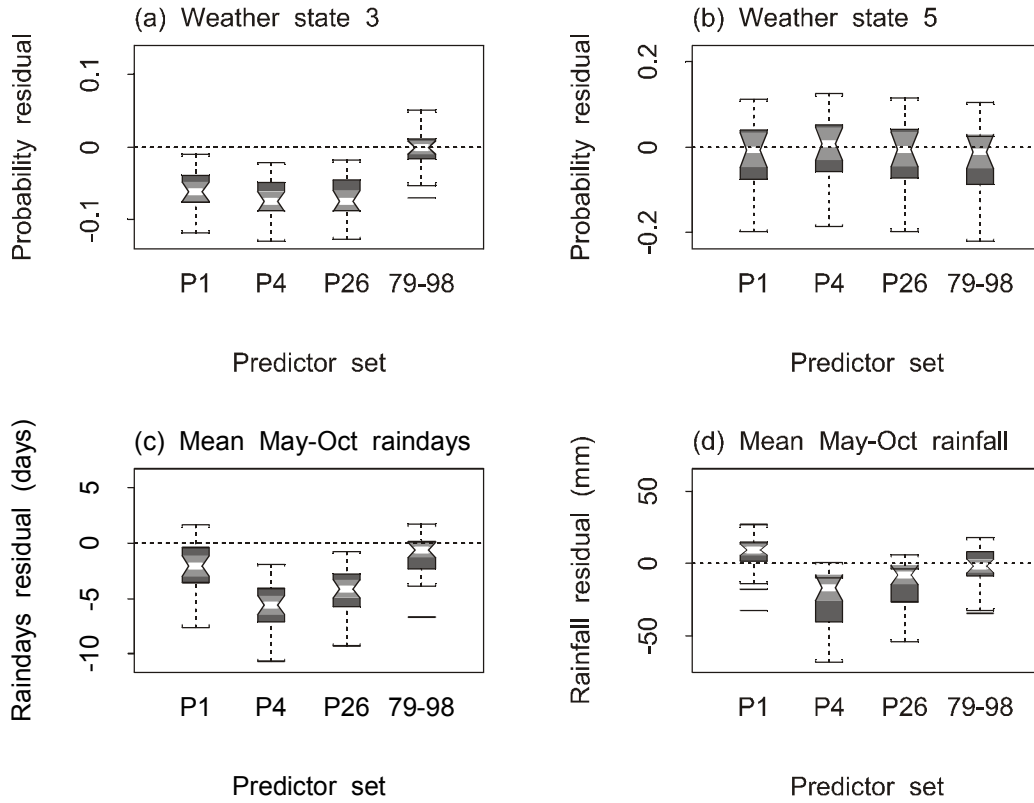 (a) Weather state 3
Probability residual
0.1
0
-0.1
P1 P4 P26 79-98
Predictor set
(b) Weather state 5
Probability residual
0.2
0
-0.2
P1 P4 P26 79-98
Predictor set
(c) Mean May-Oct raindays
Raindays residual (days)
5
0
-5
-10
P1 P4 P26 79-98
Predictor set
(d) Mean May-Oct rainfall
Rainfall residual (mm)
50
0
-50
P1 P4 P26 79-98
Predictor set